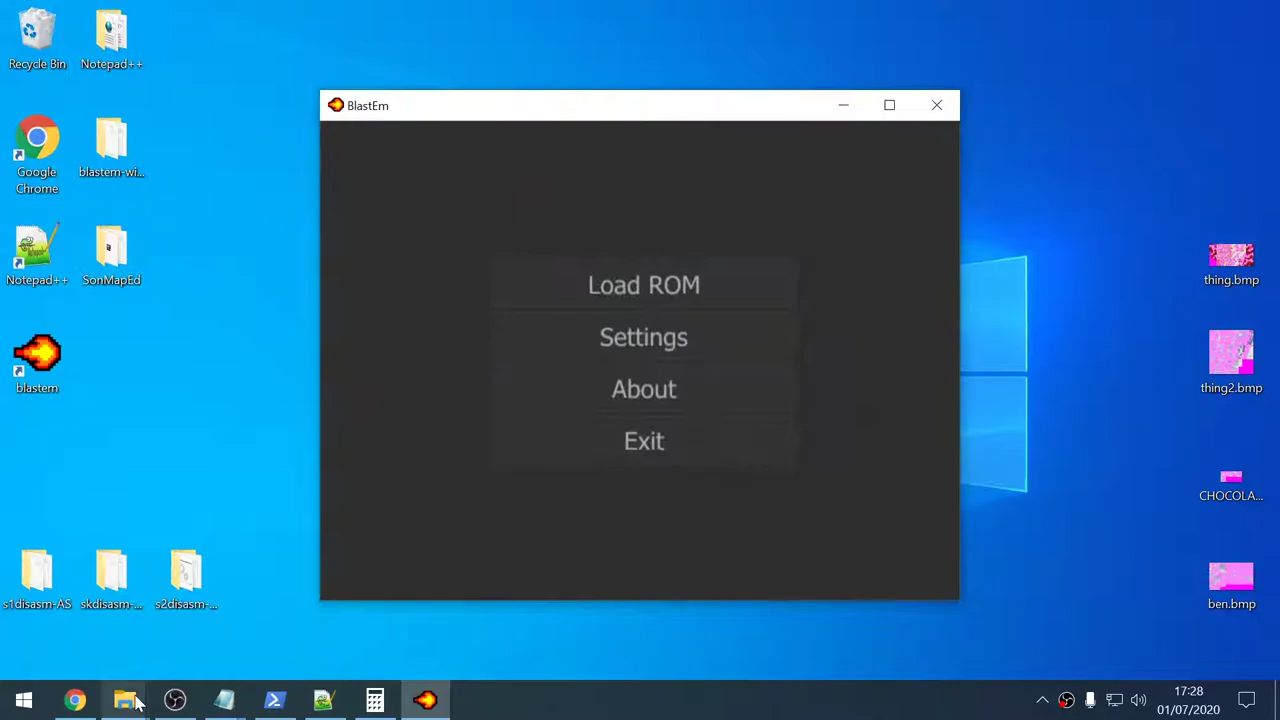 Recycle Bin
Notepad++
Google
Chrome
blastem-wi...
Notepad++
SonMapEd
blastem
s1disasm-AS
skdisasm-...
s2disasm-...
BlastEm
Load ROM
Settings
About
Exit
thing.bmp
thing2.bmp
CHOCOLA...
ben.bmp
17:28
01/07/2020